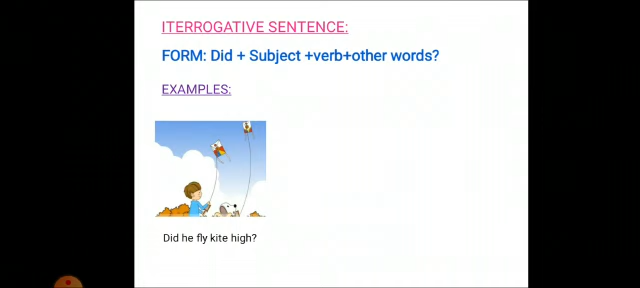 ITERROGATIVE SENTENCE:
FORM: Did + Subject +verb+other words?
EXAMPLES:
Did he fly kite high?